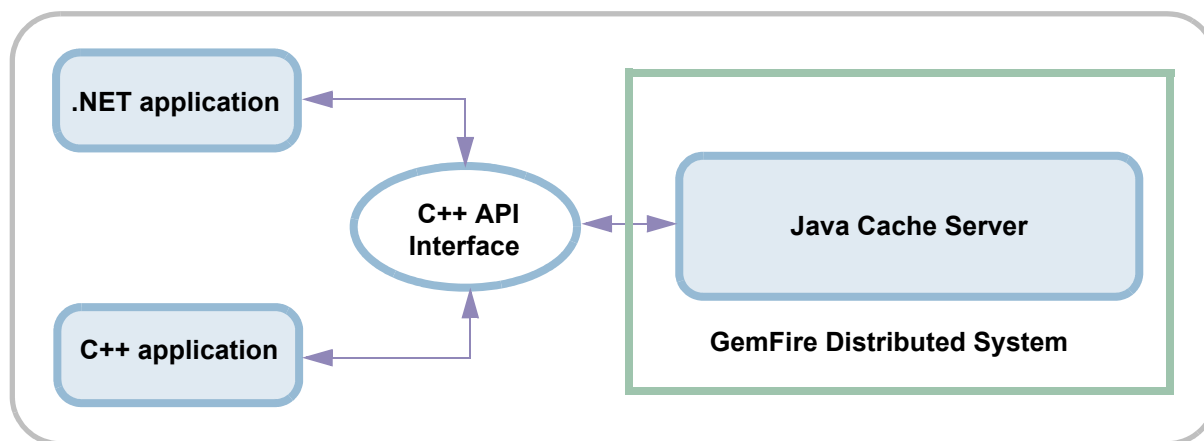 .NET application
C++ API
Interface
Java Cache Server
C++ application
GemFire Distributed System